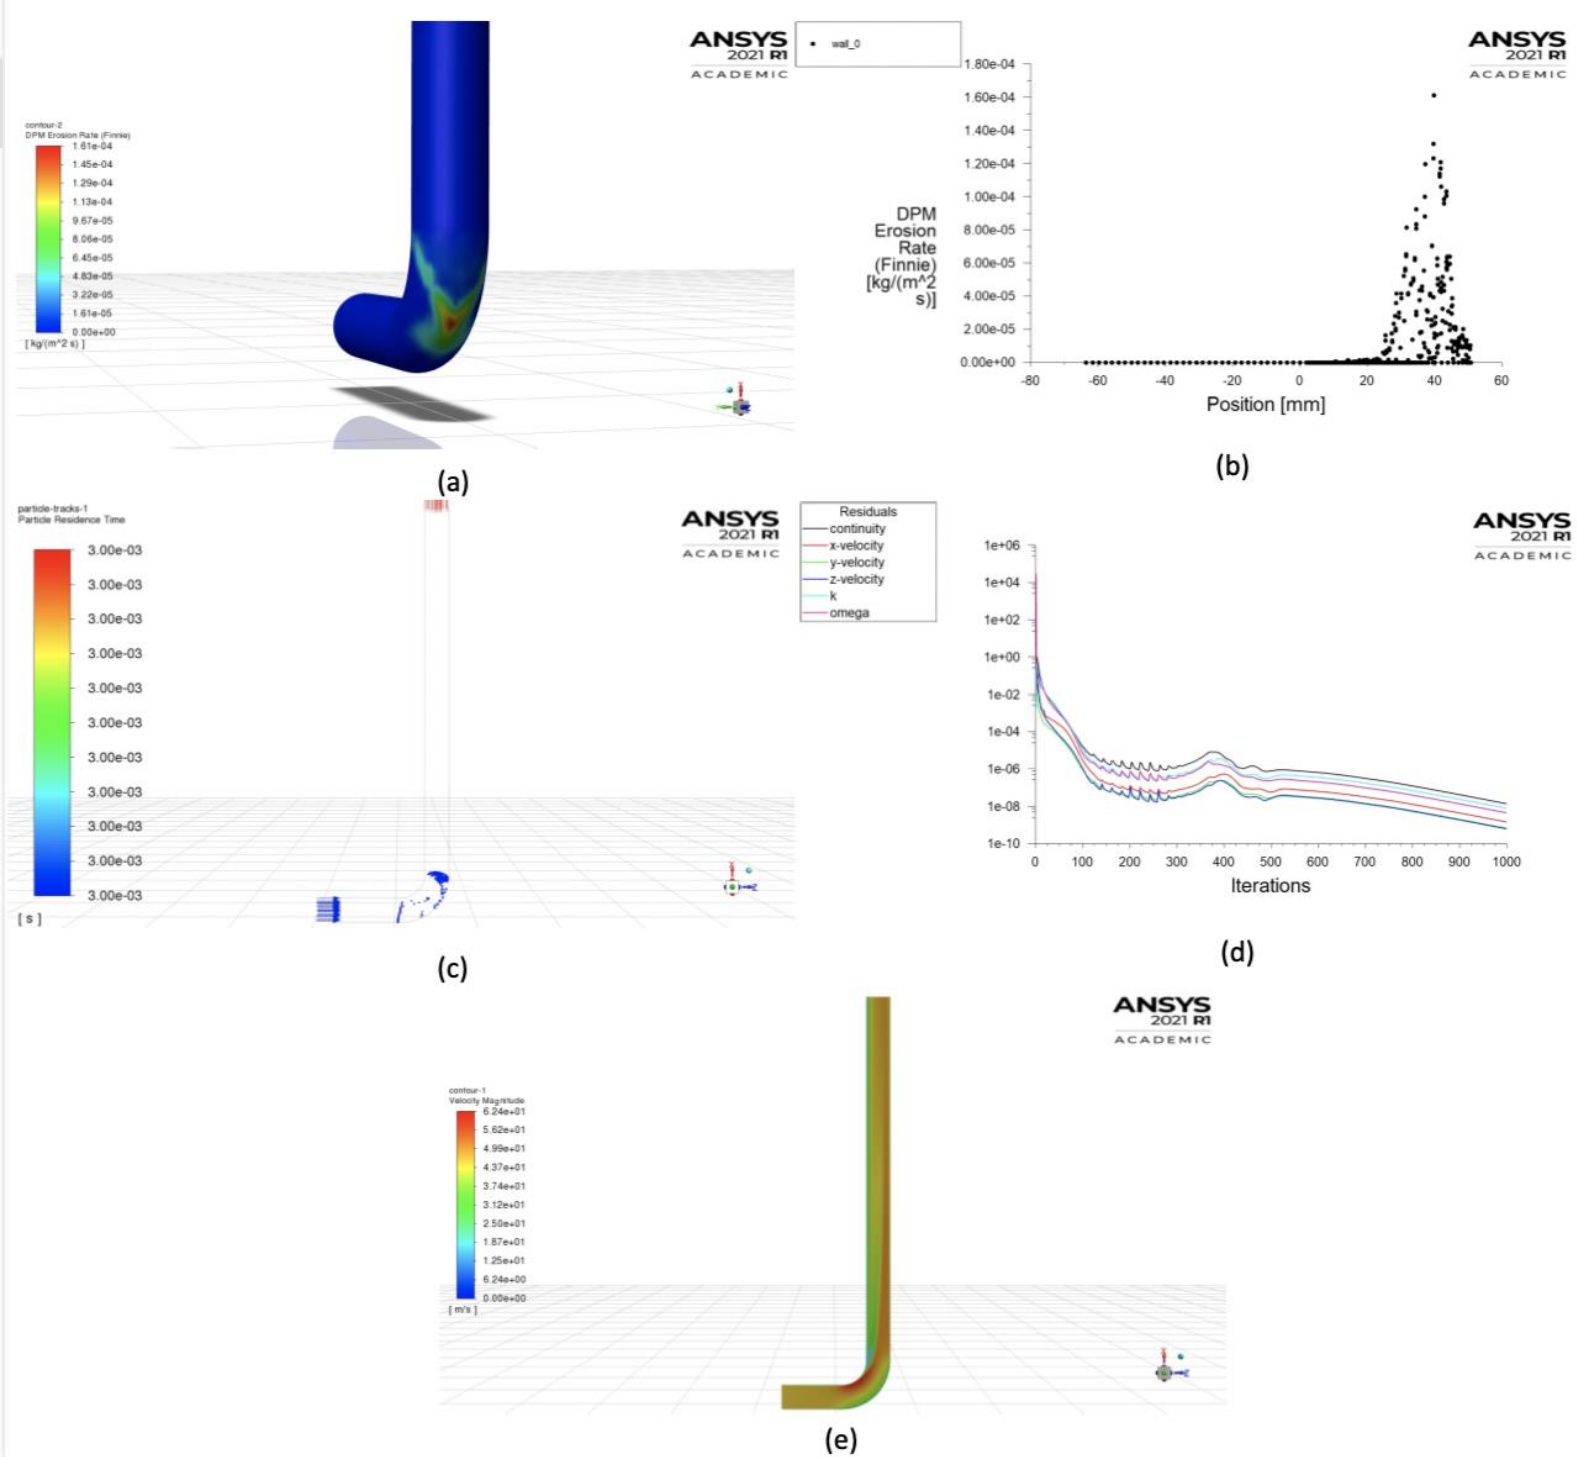 ANSYS
2021 R1
ACADEMIC
contour-2
DPM Erosion Rate (Finnie)
1.61e-04
1.45e-04
1.29e-04
1.13e-04
9.67e-05
8.06e-05
6.45e-05
4.83e-05
3.22e-05
1.61e-05
0.00e+00
[ kg/(m^2 s) ]
(a)
wall_0
ANSYS
2021 R1
ACADEMIC
1.80e-04
1.60e-04
1.40e-04
1.20e-04
1.00e-04
8.00e-05
6.00e-05
4.00e-05
2.00e-05
0.00e+00
DPM
Erosion
Rate
(Finnie)
[kg/(m^2
s)]
-80 -60 -40 -20 0 20 40 60
Position [mm]
(b)
particle-tracks-1
Particle Residence Time
3.00e-03
3.00e-03
3.00e-03
3.00e-03
3.00e-03
3.00e-03
3.00e-03
3.00e-03
3.00e-03
3.00e-03
3.00e-03
[ s ]
ANSYS
2021 R1
ACADEMIC
(c)
Residuals
continuity
x-velocity
y-velocity
z-velocity
k
omega
ANSYS
2021 R1
ACADEMIC
1e+06
1e+04
1e+02
1e+00
1e-02
1e-04
1e-06
1e-08
1e-10
0 100 200 300 400 500 600 700 800 900 1000
Iterations
(d)
ANSYS
2021 R1
ACADEMIC
contour-1
Velocity Magnitude
6.24e+01
5.62e+01
4.99e+01
4.37e+01
3.74e+01
3.12e+01
2.50e+01
1.87e+01
1.25e+01
6.24e+00
0.00e+00
[ m/s ]
(e)